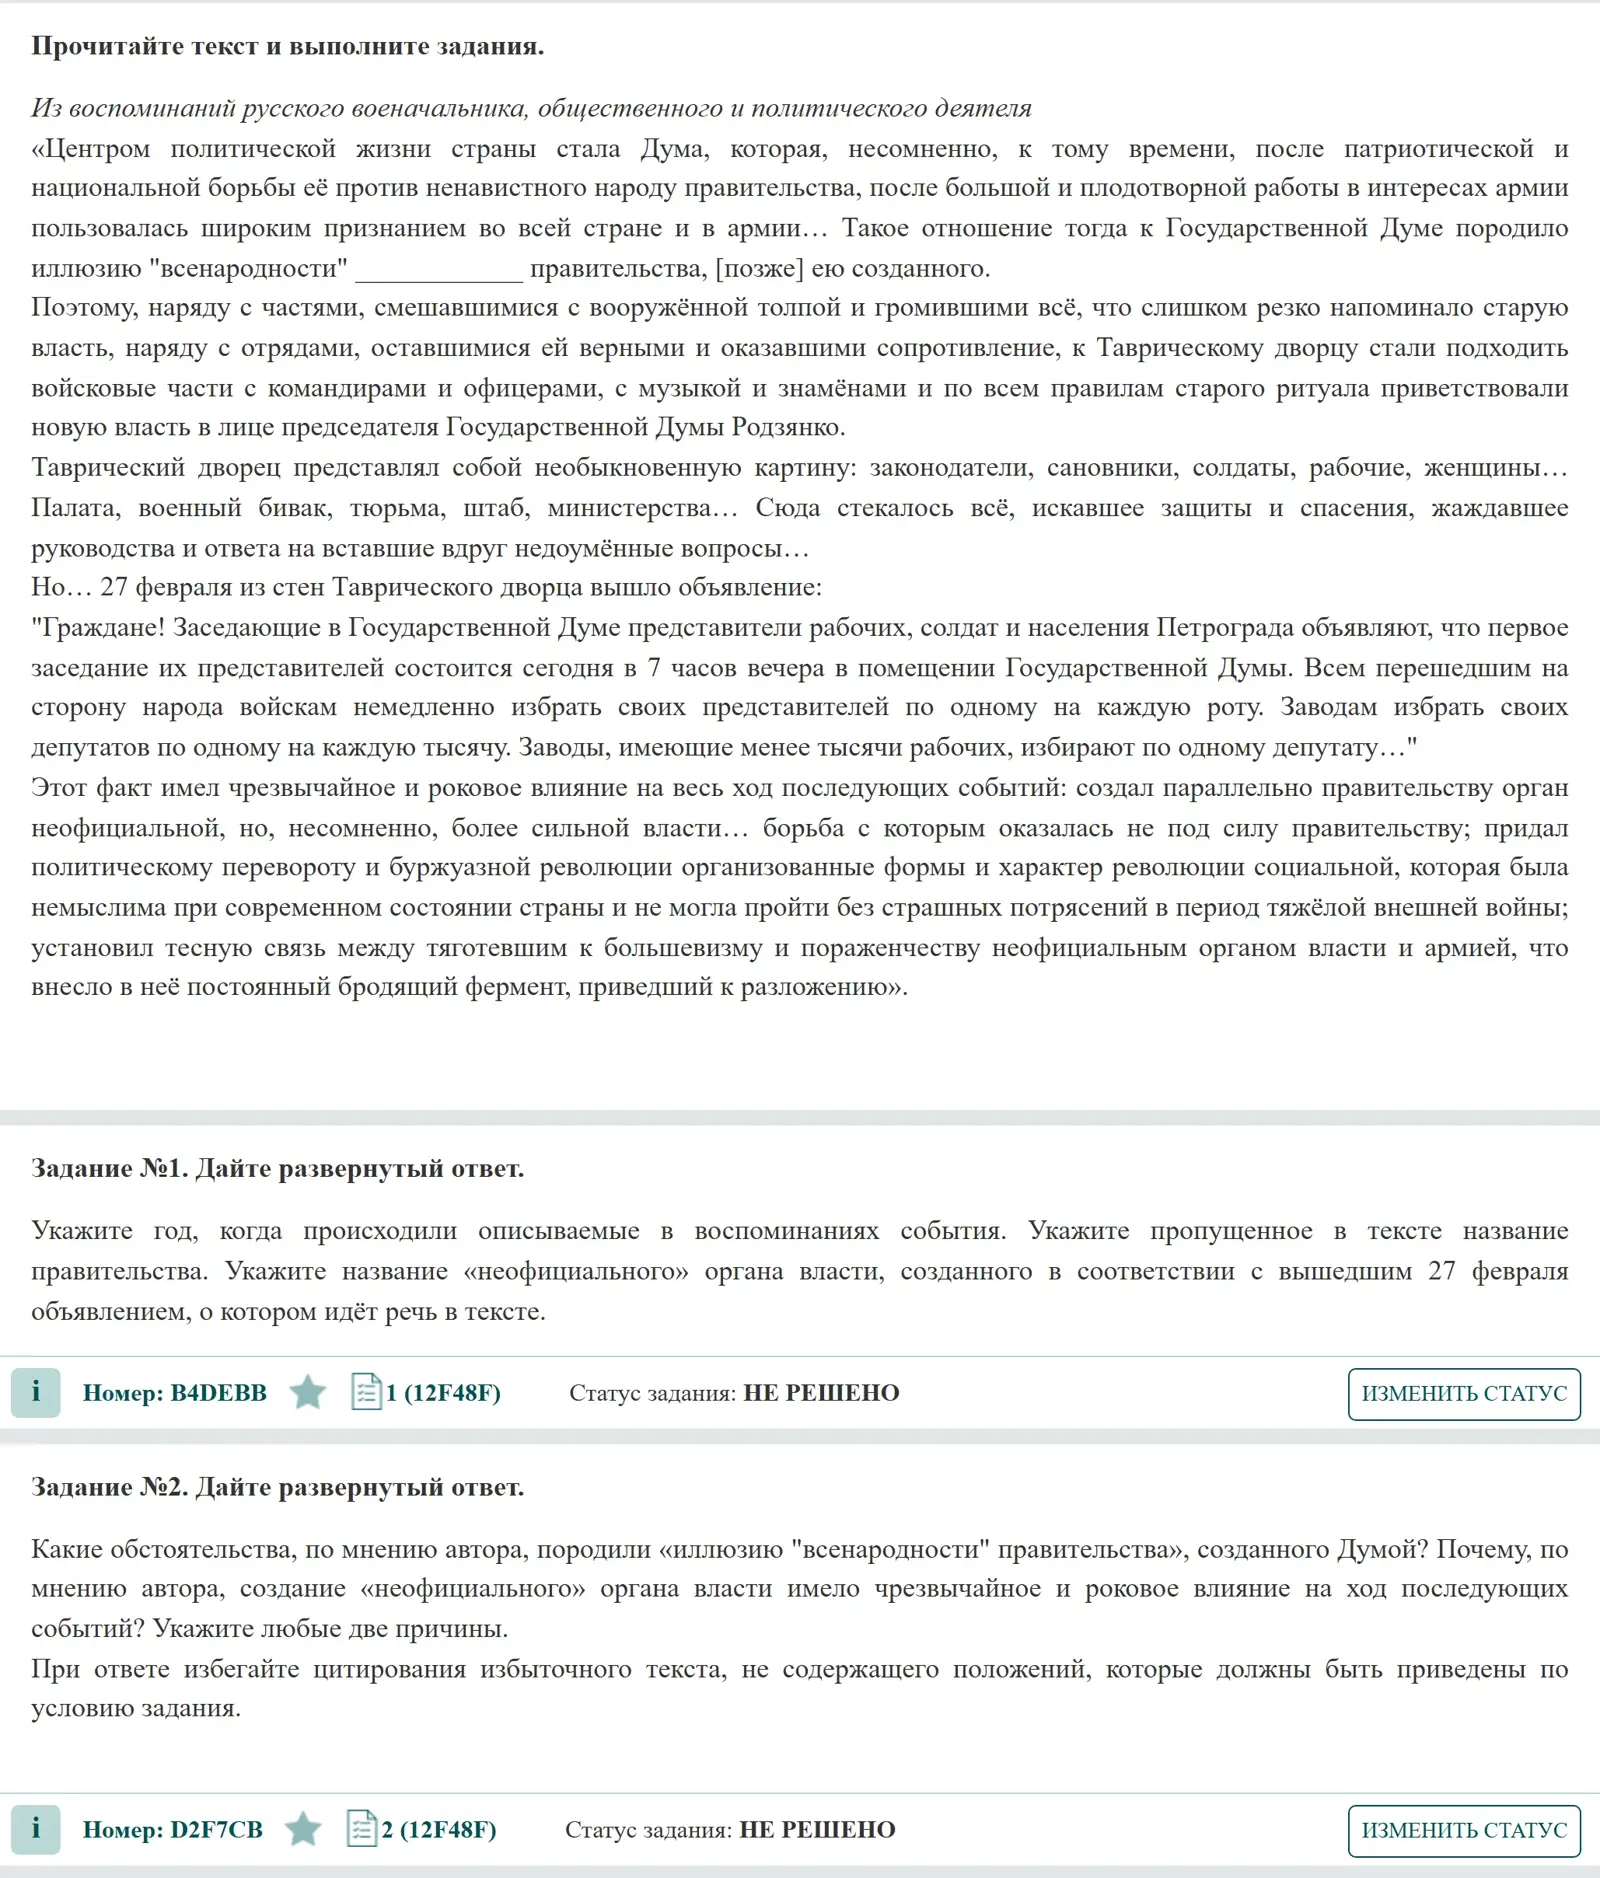 Прочитайте текст и выполните задания.
Из воспоминаний русского военачальника, общественного и политического деятеля
«Центром политической жизни страны стала Дума, которая, несомненно, к тому времени, после патриотической и
национальной борьбы её против ненавистного народу правительства, после большой и плодотворной работы в интересах армии
пользовалась широким признанием во всей стране и в армии… Такое отношение тогда к Государственной Думе породило
иллюзию "всенародности" ____________ правительства, [позже] ею созданного.
Поэтому, наряду с частями, смешавшимися с вооружённой толпой и громившими всё, что слишком резко напоминало старую
власть, наряду с отрядами, оставшимися ей верными и оказавшими сопротивление, к Таврическому дворцу стали подходить
войсковые части с командирами и офицерами, с музыкой и знамёнами и по всем правилам старого ритуала приветствовали
новую власть в лице председателя Государственной Думы Родзянко.
Таврический дворец представлял собой необыкновенную картину: законодатели, сановники, солдаты, рабочие, женщины…
Палата, военный бивак, тюрьма, штаб, министерства… Сюда стекалось всё, искавшее защиты и спасения, жаждавшее
руководства и ответа на вставшие вдруг недоумённые вопросы…
Но… 27 февраля из стен Таврического дворца вышло объявление:
"Граждане! Заседающие в Государственной Думе представители рабочих, солдат и населения Петрограда объявляют, что первое
заседание их представителей состоится сегодня в 7 часов вечера в помещении Государственной Думы. Всем перешедшим на
сторону народа войскам немедленно избрать своих представителей по одному на каждую роту. Заводам избрать своих
депутатов по одному на каждую тысячу. Заводы, имеющие менее тысячи рабочих, избирают по одному депутату…"
Этот факт имел чрезвычайное и роковое влияние на весь ход последующих событий: создал параллельно правительству орган
неофициальной, но, несомненно, более сильной власти… борьба с которым оказалась не под силу правительству; придал
политическому перевороту и буржуазной революции организованные формы и характер революции социальной, которая была
немыслима при современном состоянии страны и не могла пройти без страшных потрясений в период тяжёлой внешней войны;
установил тесную связь между тяготевшим к большевизму и пораженчеству неофициальным органом власти и армией, что
внесло в неё постоянный бродящий фермент, приведший к разложению».
Задание №1. Дайте развернутый ответ.
Укажите год, когда происходили описываемые в воспоминаниях события. Укажите пропущенное в тексте название
правительства. Укажите название «неофициального» органа власти, созданного в соответствии с вышедшим 27 февраля
объявлением, о котором идёт речь в тексте.
i Номер: B4DEBB 1 (12F48F) Статус задания: НЕ РЕШЕНО ИЗМЕНИТЬ СТАТУС
Задание №2. Дайте развернутый ответ.
Какие обстоятельства, по мнению автора, породили «иллюзию "всенародности" правительства», созданного Думой? Почему, по
мнению автора, создание «неофициального» органа власти имело чрезвычайное и роковое влияние на ход последующих
событий? Укажите любые две причины.
При ответе избегайте цитирования избыточного текста, не содержащего положений, которые должны быть приведены по
условию задания.
i Номер: D2F7CB 2 (12F48F) Статус задания: НЕ РЕШЕНО ИЗМЕНИТЬ СТАТУС